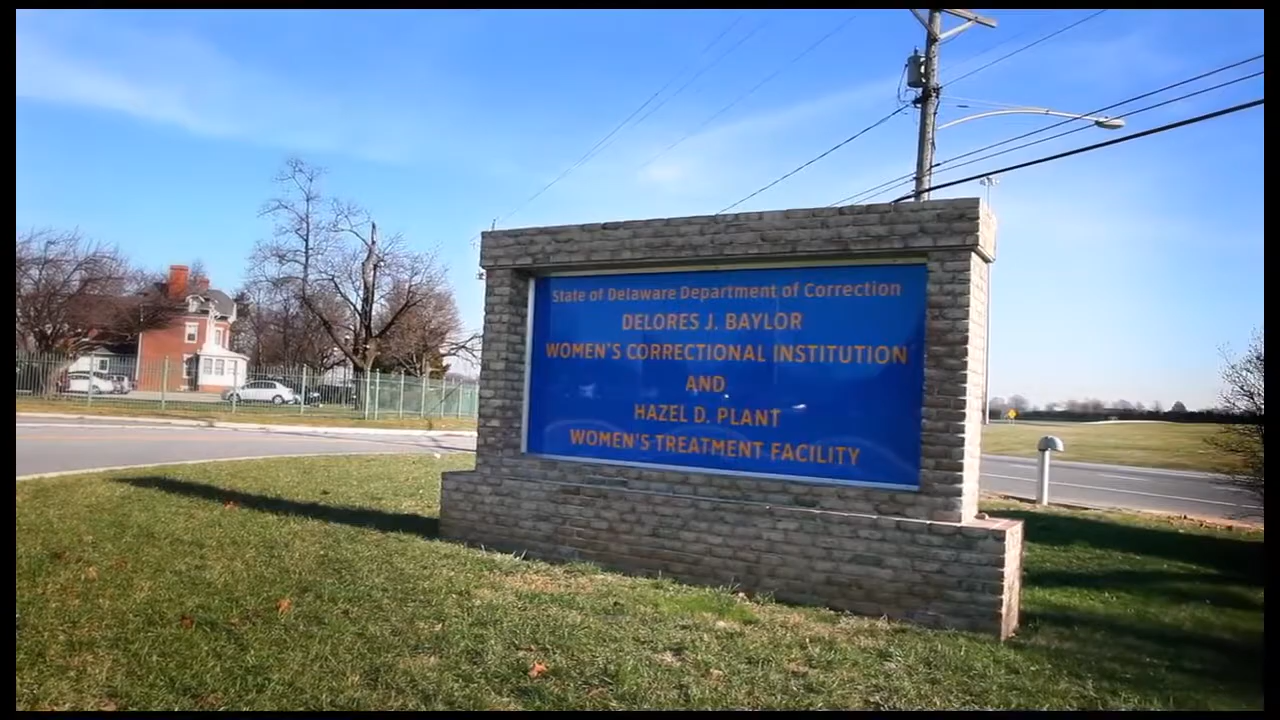 State of Delaware Department of Correction
DELORES J. BAYLOR
WOMEN'S CORRECTIONAL INSTITUTION
AND
HAZEL D. PLANT
WOMEN'S TREATMENT FACILITY